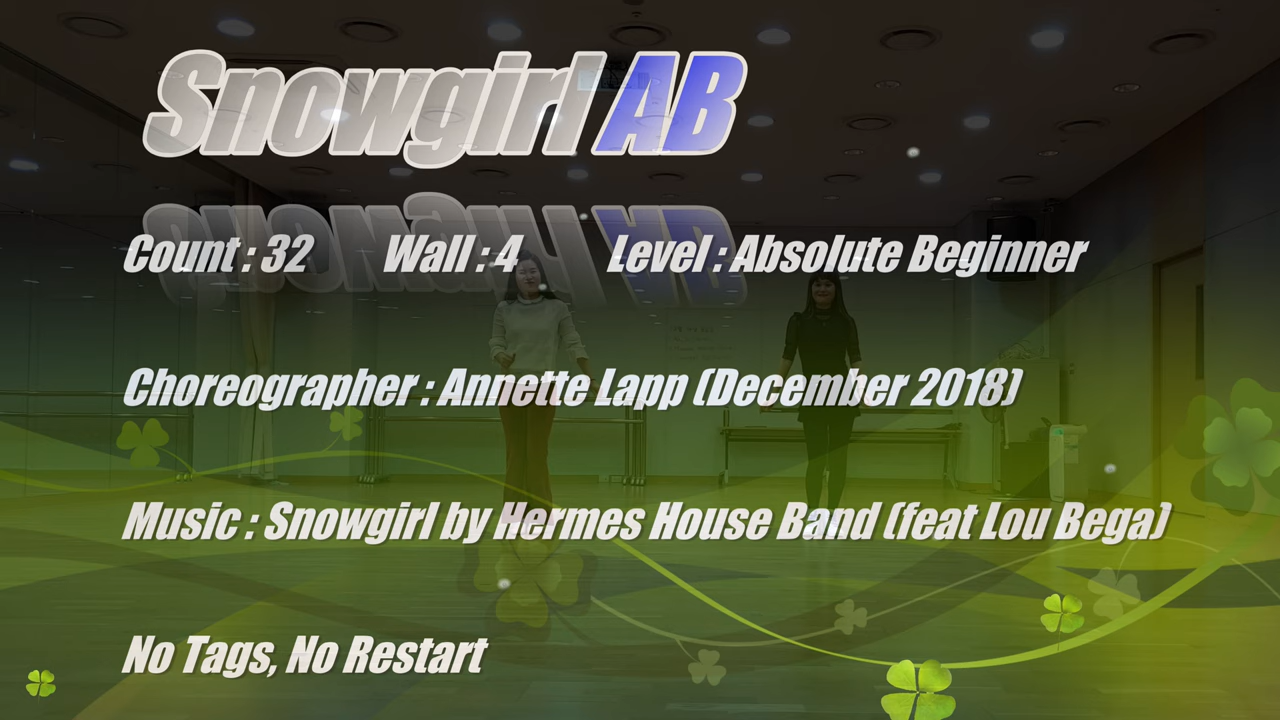 Snowgirl AB
Count : 32 Wall : 4 Level : Absolute Beginner
Choreographer : Annette Lapp (December 2018)
Music : Snowgirl by Hermes House Band (feat Lou Bega)
No Tags, No Restart